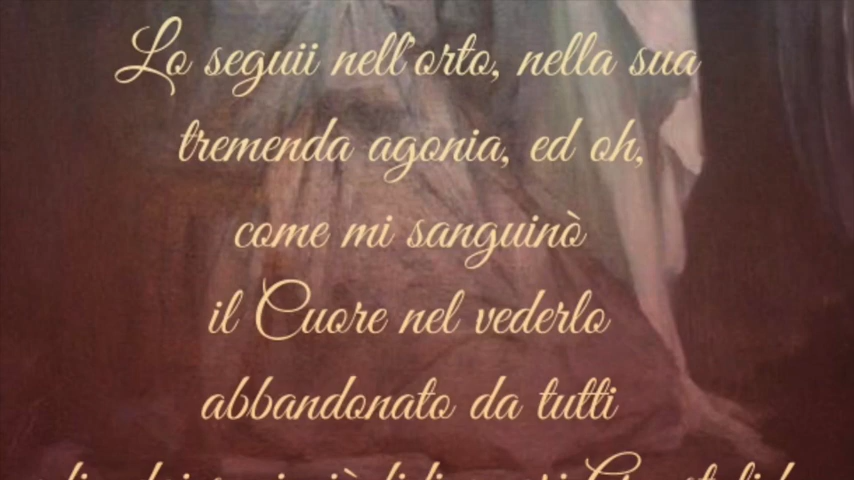 Lo seguii nell'orto, nella sua
tremenda agonia, ed oh,
come mi sanguinò
il Cuore nel vederlo
abbandonato da tutti